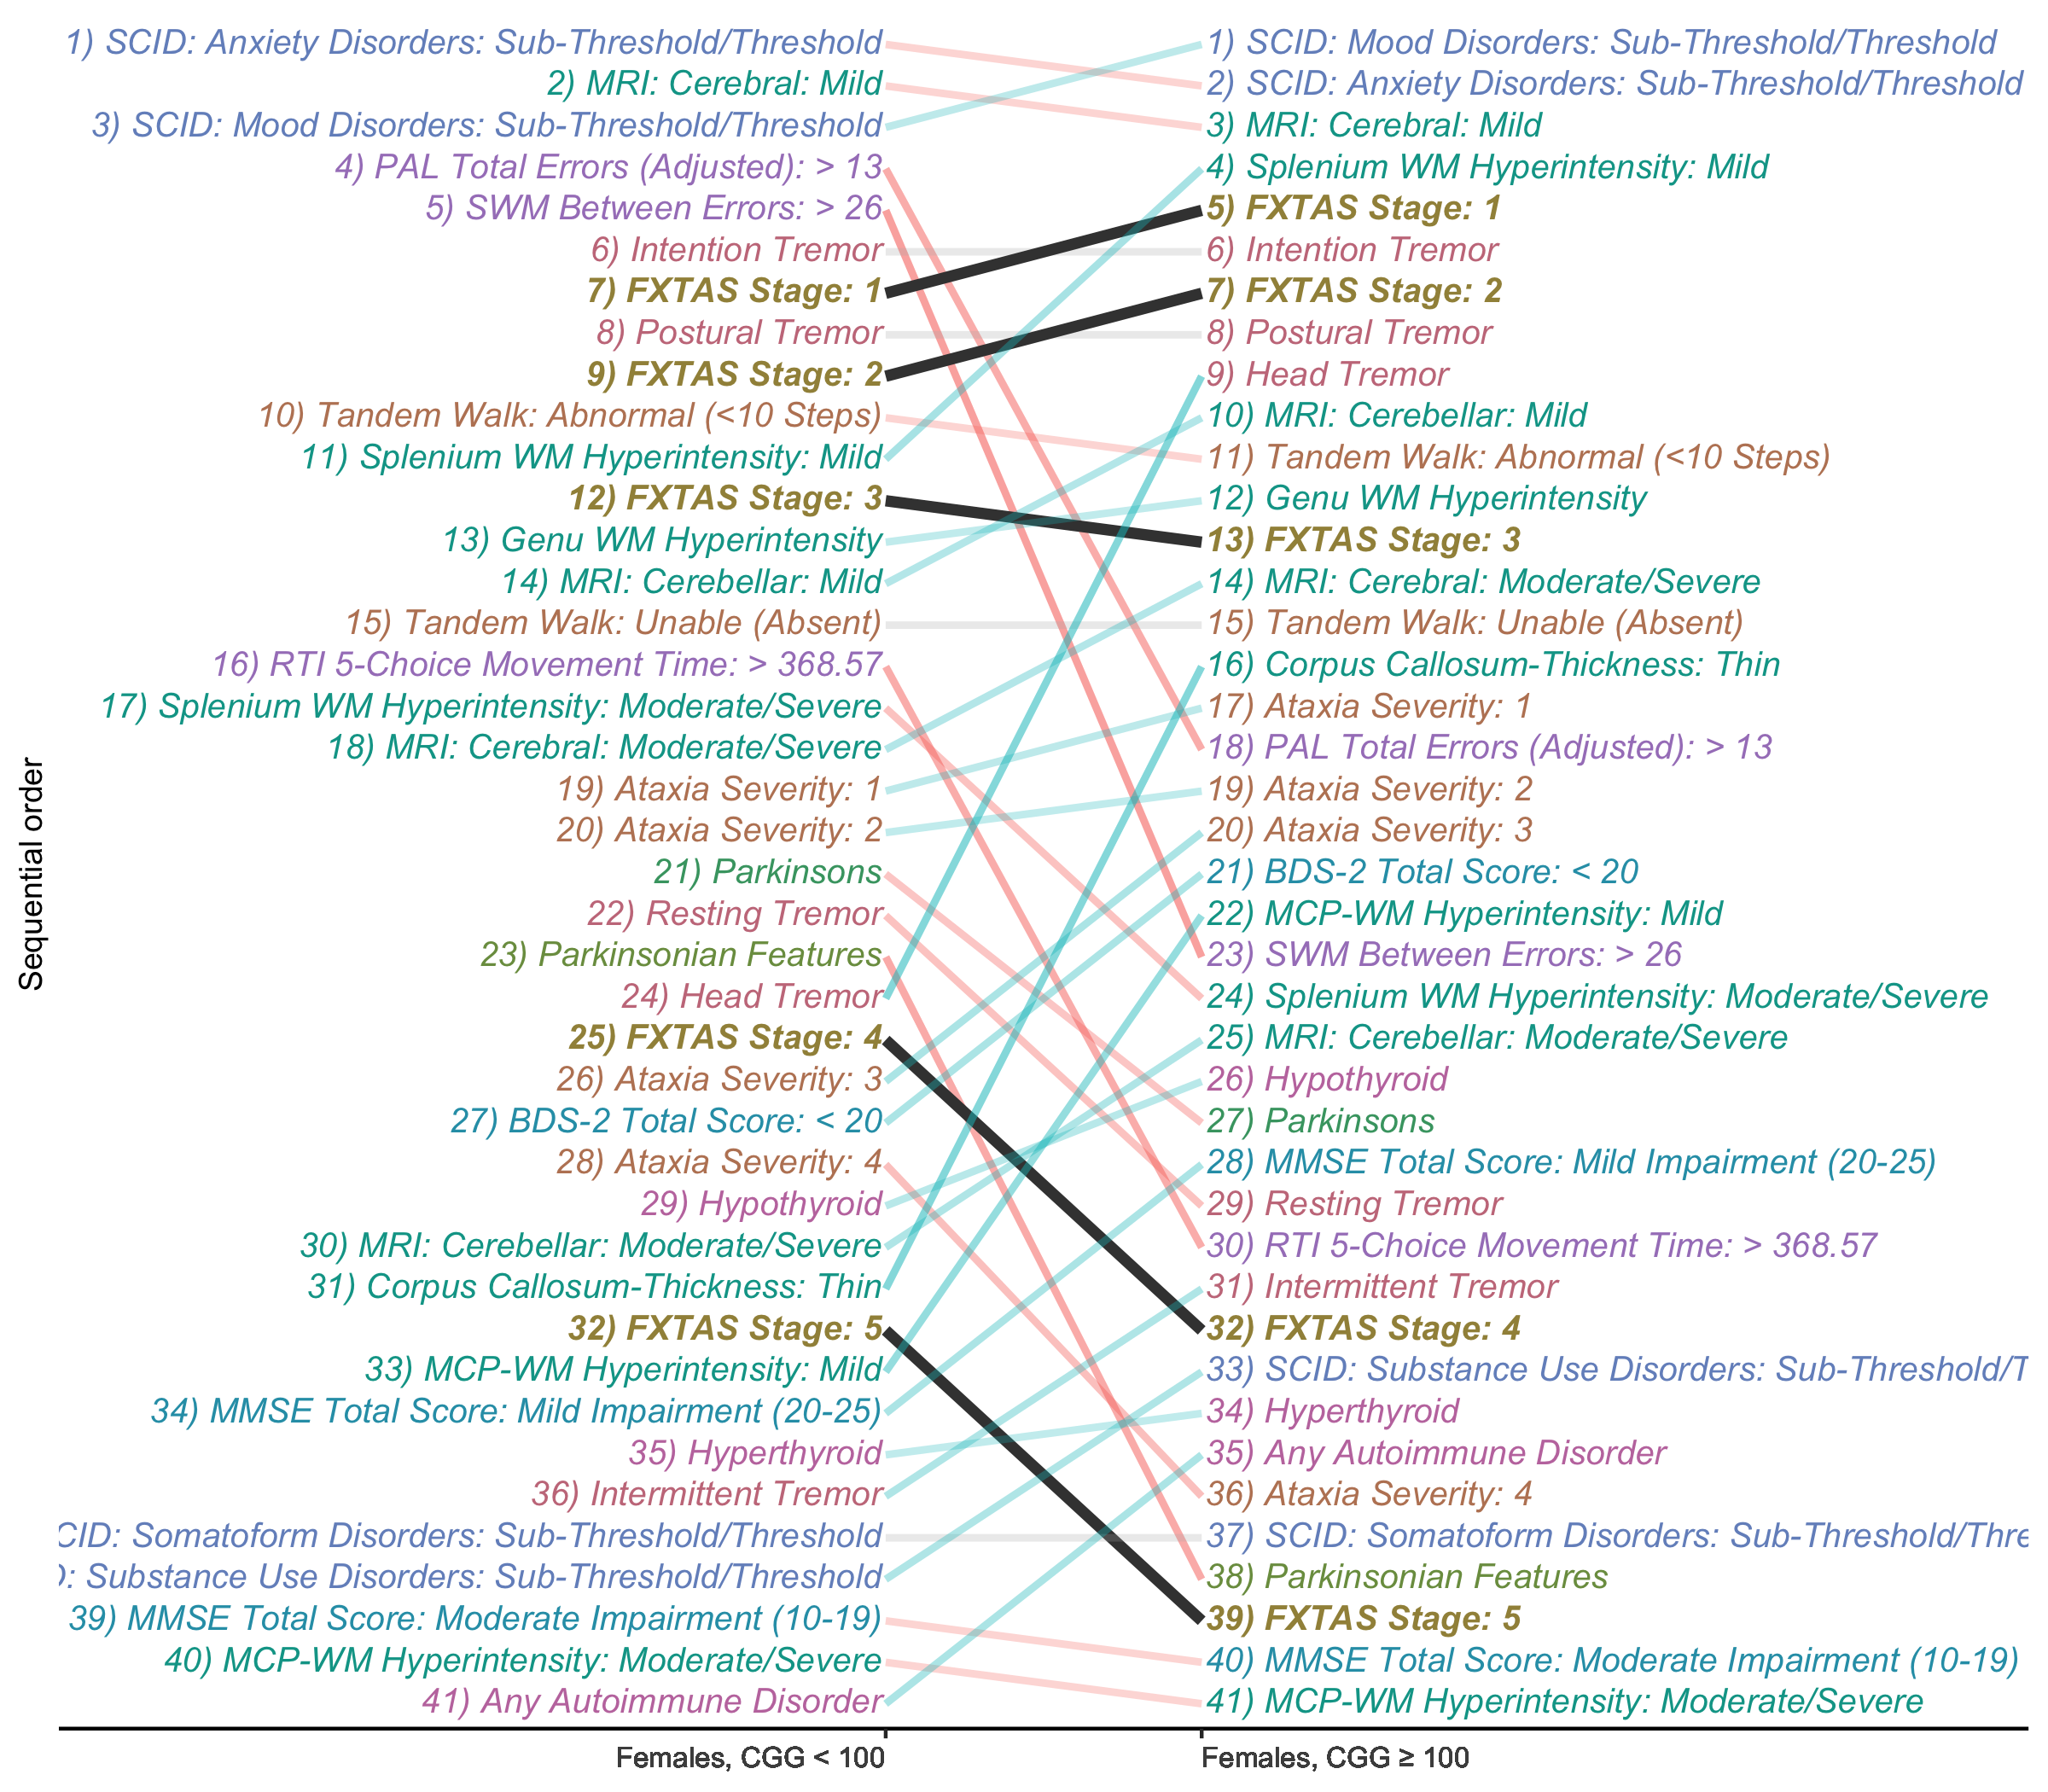 1) SCID: Anxiety Disorders: Sub-Threshold/Threshold
2) MRI: Cerebral: Mild
3) SCID: Mood Disorders: Sub-Threshold/Threshold
4) PAL Total Errors (Adjusted): > 13
5) SWM Between Errors: > 26
6) Intention Tremor
7) FXTAS Stage: 1
8) Postural Tremor
9) FXTAS Stage: 2
10) Tandem Walk: Abnormal (<10 Steps)
11) Splenium WM Hyperintensity: Mild
12) FXTAS Stage: 3
13) Genu WM Hyperintensity
14) MRI: Cerebellar: Mild
15) Tandem Walk: Unable (Absent)
16) RTI 5-Choice Movement Time: > 368.57
17) Splenium WM Hyperintensity: Moderate/Severe
18) MRI: Cerebral: Moderate/Severe
19) Ataxia Severity: 1
20) Ataxia Severity: 2
21) Parkinsons
22) Resting Tremor
23) Parkinsonian Features
24) Head Tremor
25) FXTAS Stage: 4
26) Ataxia Severity: 3
27) BDS-2 Total Score: < 20
28) Ataxia Severity: 4
29) Hypothyroid
30) MRI: Cerebellar: Moderate/Severe
31) Corpus Callosum-Thickness: Thin
32) FXTAS Stage: 5
33) MCP-WM Hyperintensity: Mild
34) MMSE Total Score: Mild Impairment (20-25)
35) Hyperthyroid
36) Intermittent Tremor
CID: Somatoform Disorders: Sub-Threshold/Threshold
: Substance Use Disorders: Sub-Threshold/Threshold
39) MMSE Total Score: Moderate Impairment (10-19)
40) MCP-WM Hyperintensity: Moderate/Severe
41) Any Autoimmune Disorder
1) SCID: Mood Disorders: Sub-Threshold/Threshold
2) SCID: Anxiety Disorders: Sub-Threshold/Threshold
3) MRI: Cerebral: Mild
4) Splenium WM Hyperintensity: Mild
5) FXTAS Stage: 1
6) Intention Tremor
7) FXTAS Stage: 2
8) Postural Tremor
9) Head Tremor
10) MRI: Cerebellar: Mild
11) Tandem Walk: Abnormal (<10 Steps)
12) Genu WM Hyperintensity
13) FXTAS Stage: 3
14) MRI: Cerebral: Moderate/Severe
15) Tandem Walk: Unable (Absent)
16) Corpus Callosum-Thickness: Thin
17) Ataxia Severity: 1
18) PAL Total Errors (Adjusted): > 13
19) Ataxia Severity: 2
20) Ataxia Severity: 3
21) BDS-2 Total Score: < 20
22) MCP-WM Hyperintensity: Mild
23) SWM Between Errors: > 26
24) Splenium WM Hyperintensity: Moderate/Severe
25) MRI: Cerebellar: Moderate/Severe
26) Hypothyroid
27) Parkinsons
28) MMSE Total Score: Mild Impairment (20-25)
29) Resting Tremor
30) RTI 5-Choice Movement Time: > 368.57
31) Intermittent Tremor
32) FXTAS Stage: 4
33) SCID: Substance Use Disorders: Sub-Threshold/T
34) Hyperthyroid
35) Any Autoimmune Disorder
36) Ataxia Severity: 4
37) SCID: Somatoform Disorders: Sub-Threshold/Thre
38) Parkinsonian Features
39) FXTAS Stage: 5
40) MMSE Total Score: Moderate Impairment (10-19)
41) MCP-WM Hyperintensity: Moderate/Severe
Sequential order
Females, CGG < 100
Females, CGG ≥ 100